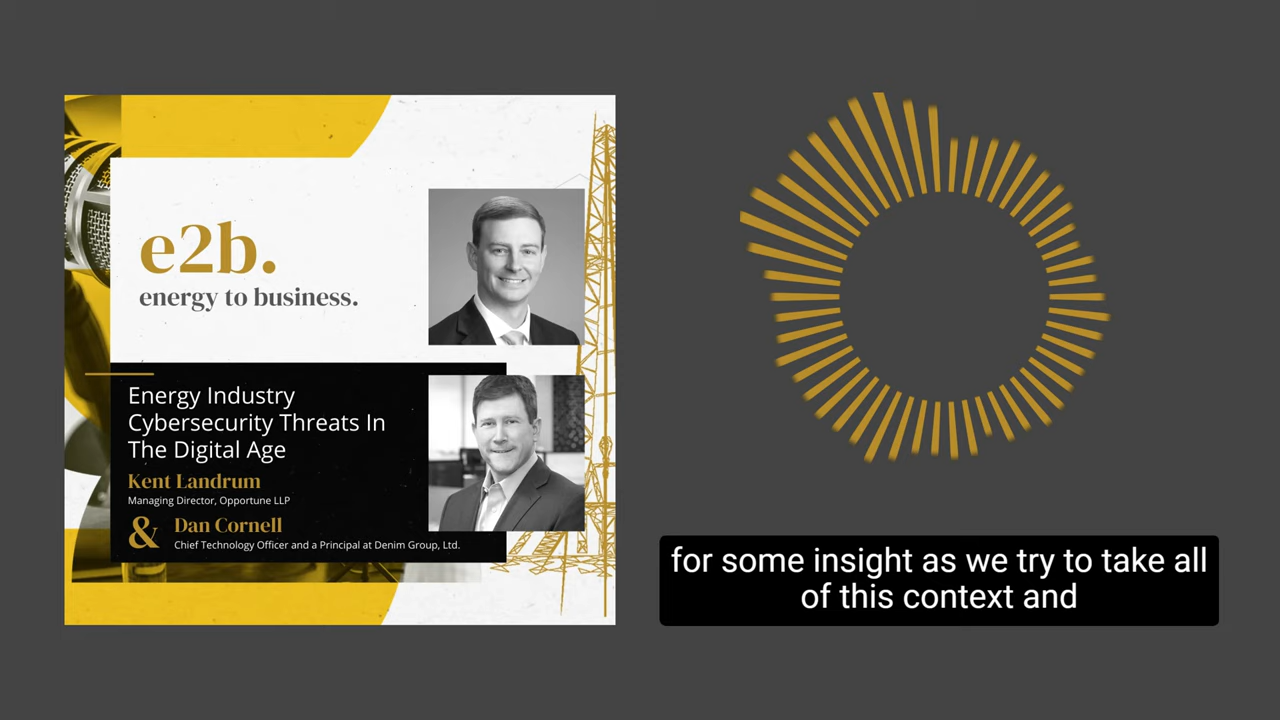 e2b.
energy to business.
Energy Industry
Cybersecurity Threats In
The Digital Age
Kent Landrum
Managing Director, Opportune LLP
& Dan Cornell
Chief Technology Officer and a Principal at Denim Group, Ltd.
for some insight as we try to take all
of this context and